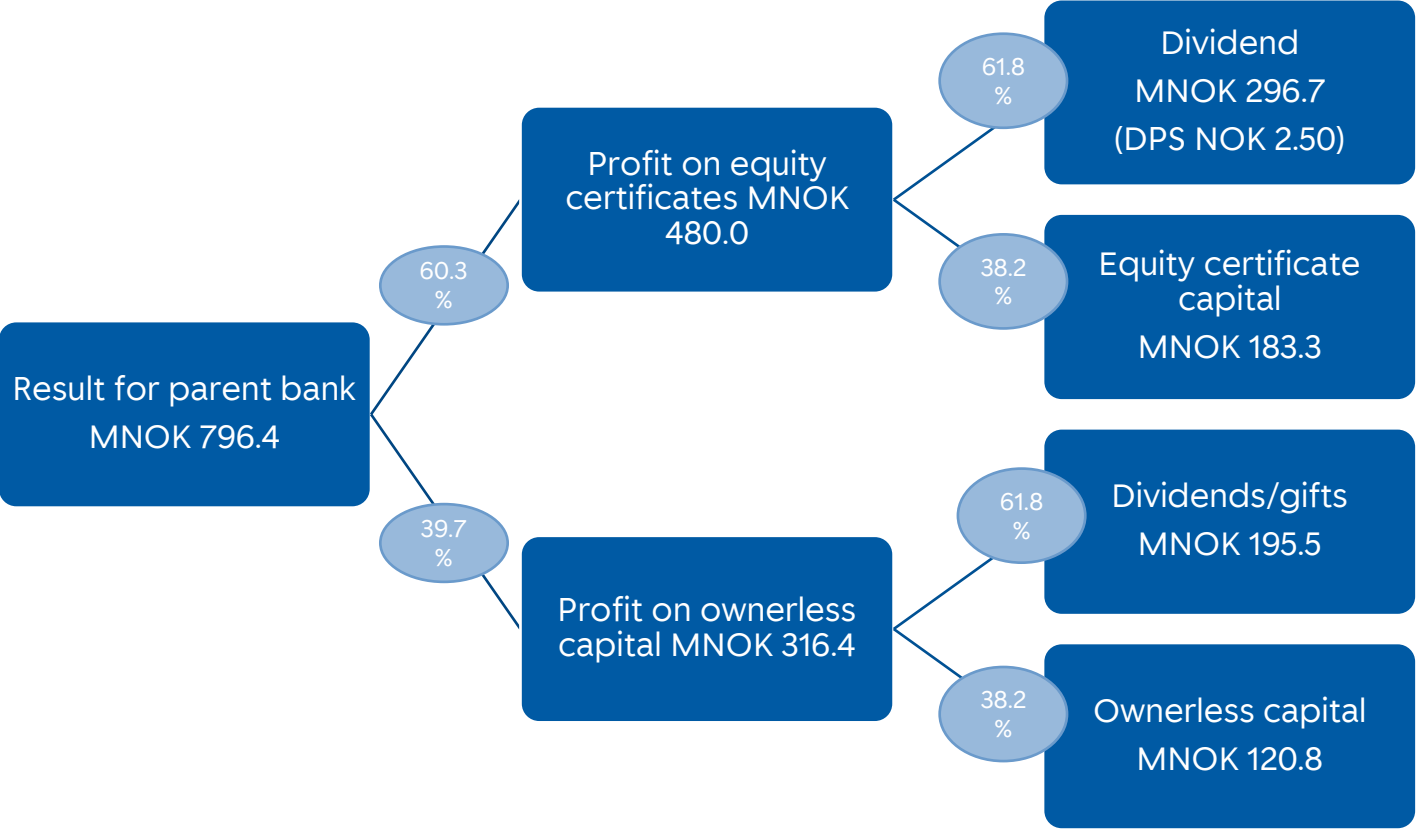 Result for parent bank
MNOK 796.4
60.3
%
39.7
%
Profit on equity
certificates MNOK
480.0
Profit on ownerless
capital MNOK 316.4
61.8
%
Dividend
MNOK 296.7
(DPS NOK 2.50)
38.2
%
Equity certificate
capital
MNOK 183.3
61.8
%
Dividends/gifts
MNOK 195.5
38.2
%
Ownerless capital
MNOK 120.8